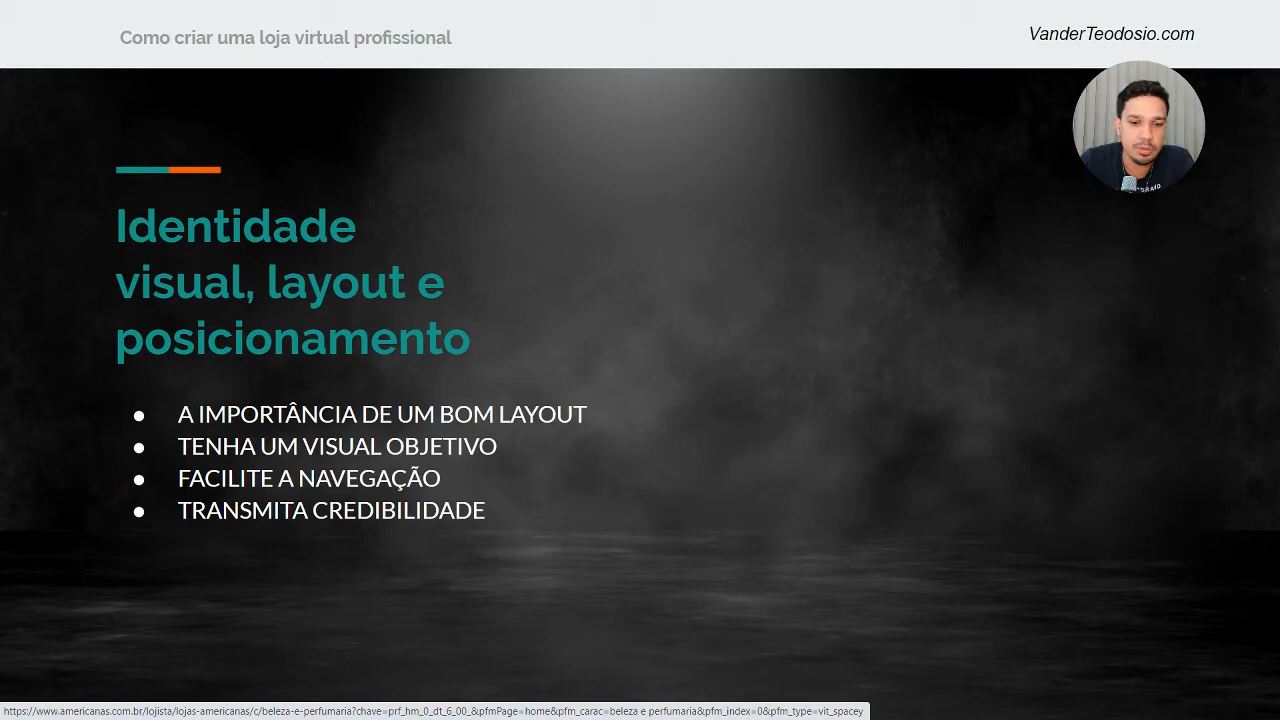 Como criar uma loja virtual profissional
VanderTeodosio.com
Identidade
visual, layout e
posicionamento
● A IMPORTÂNCIA DE UM BOM LAYOUT
● TENHA UM VISUAL OBJETIVO
● FACILITE A NAVEGAÇÃO
● TRANSMITA CREDIBILIDADE
https://www.americanas.com.br/lojista/lojas-americanas/c/beleza-e-perfumaria?chave=prf_hm_0_dt_6_00_&pfmPage=home&pfm_carac=beleza e perfumaria&pfm_index=0&pfm_type=vit_spacey